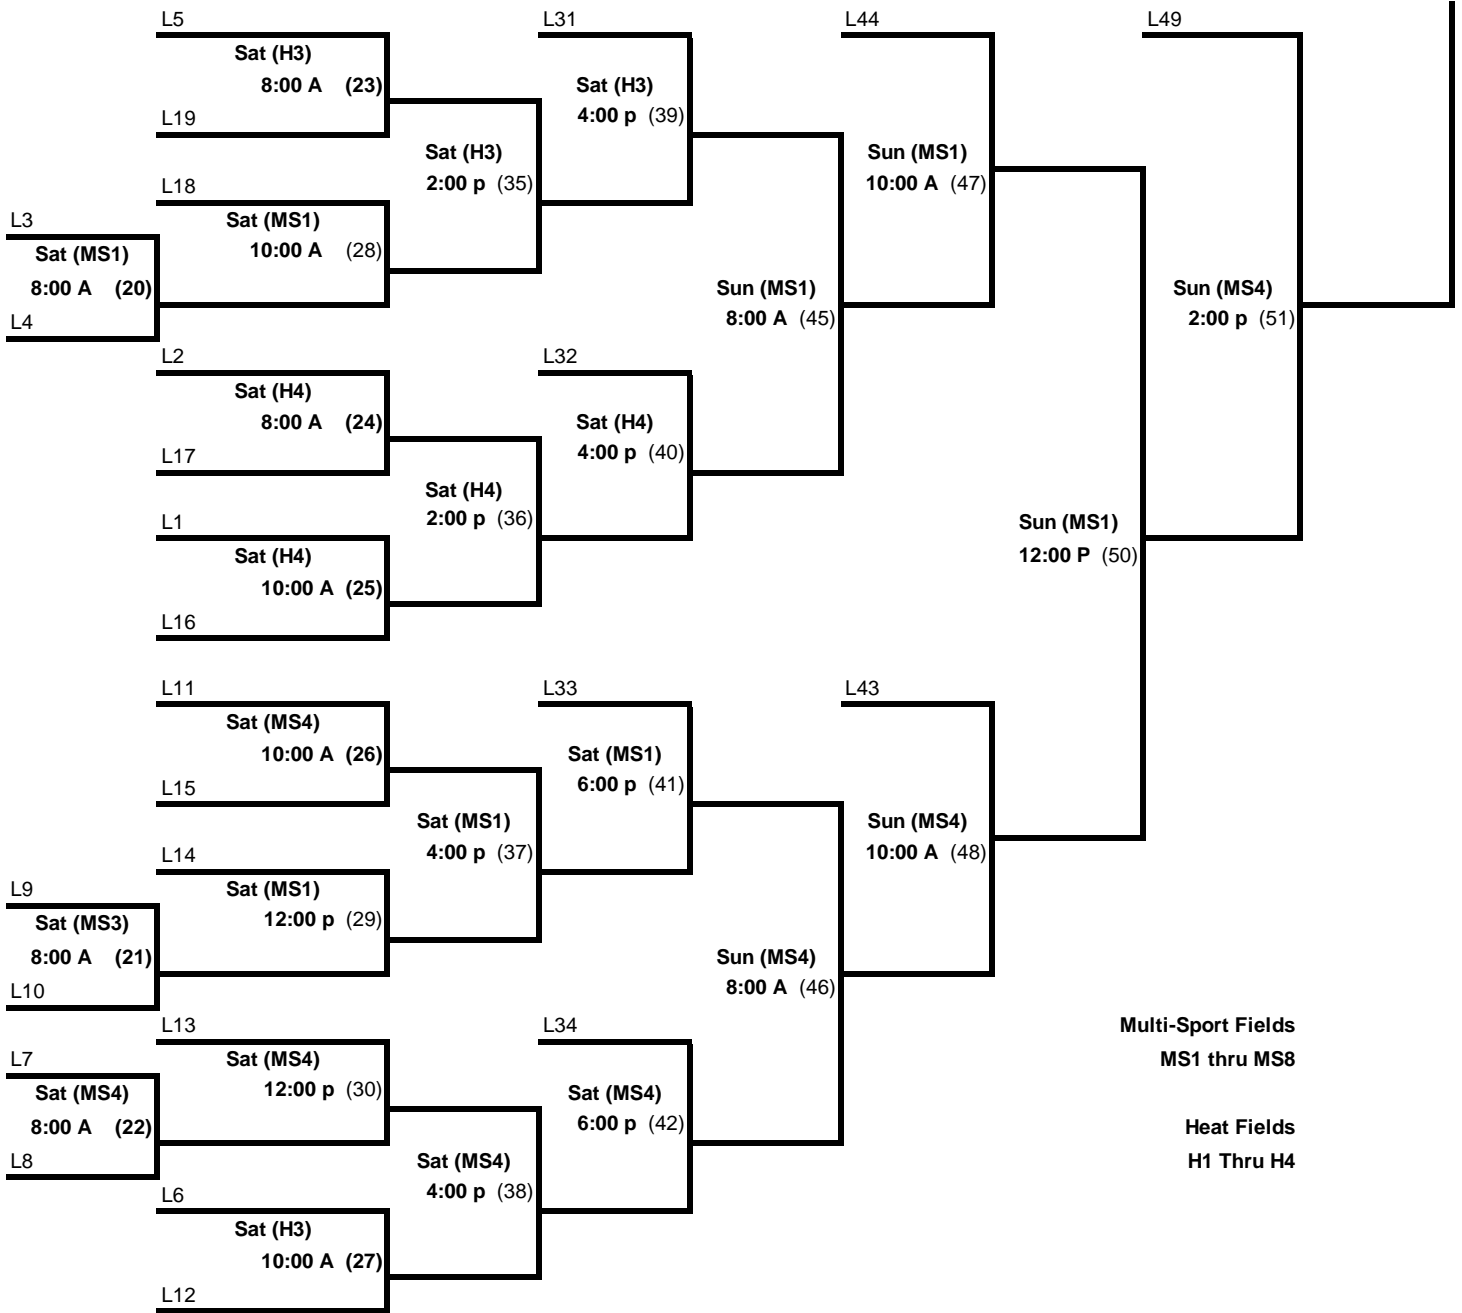 L5
L31
L44
L49
Sat (H3)
8:00 A (23)
Sat (H3)
4:00 p (39)
L19
Sat (H3)
2:00 p (35)
Sun (MS1)
10:00 A (47)
L18
L3
Sat (MS1)
10:00 A (28)
Sat (MS1)
8:00 A (20)
L4
Sun (MS1)
8:00 A (45)
Sun (MS4)
2:00 p (51)
L2
L32
Sat (H4)
8:00 A (24)
Sat (H4)
4:00 p (40)
L17
Sat (H4)
2:00 p (36)
L1
Sun (MS1)
12:00 P (50)
Sat (H4)
10:00 A (25)
L16
L11
L33
L43
Sat (MS4)
10:00 A (26)
Sat (MS1)
6:00 p (41)
L15
Sat (MS1)
4:00 p (37)
Sun (MS4)
10:00 A (48)
L14
L9
Sat (MS1)
12:00 p (29)
Sat (MS3)
8:00 A (21)
L10
Sun (MS4)
8:00 A (46)
L13
L34
Multi-Sport Fields
MS1 thru MS8
L7
Sat (MS4)
12:00 p (30)
Sat (MS4)
8:00 A (22)
L8
Sat (MS4)
6:00 p (42)
Heat Fields
H1 Thru H4
Sat (MS4)
4:00 p (38)
L6
Sat (H3)
10:00 A (27)
L12